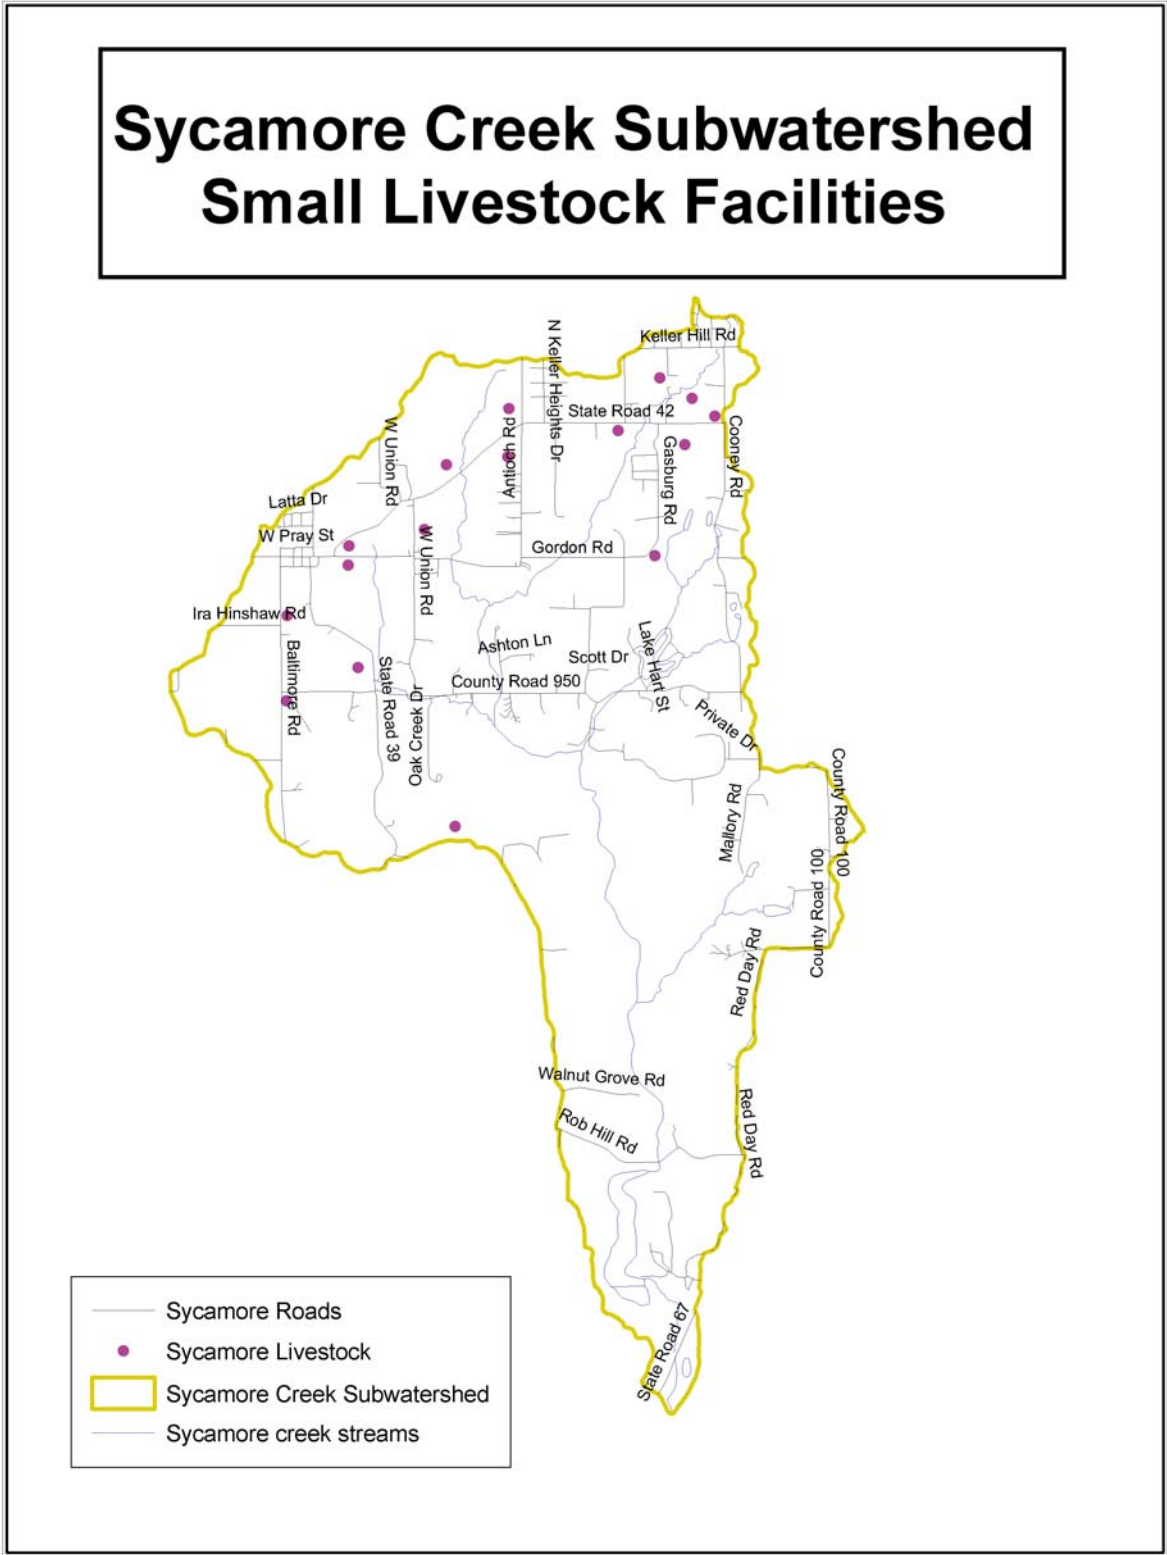 Sycamore Creek Subwatershed
Small Livestock Facilities
Keller Hill Rd
N Keller Heights Dr
State Road 42
Cooney Rd
W Union Rd
Antioch Rd
Gasburg Rd
Latta Dr
W Pray St
Gordon Rd
W Union Rd
Ira Hinshaw Rd
Ashton Ln
Scott Dr
Lake Hart St
Baltimore Rd
State Road 39
County Road 950
Oak Creek Dr
Private Dr
County Road 100
Mallory Rd
County Road 100
Red Day Rd
Walnut Grove Rd
Rob Hill Rd
Red Day Rd
State Road 67
Sycamore Roads
Sycamore Livestock
Sycamore Creek Subwatershed
Sycamore creek streams